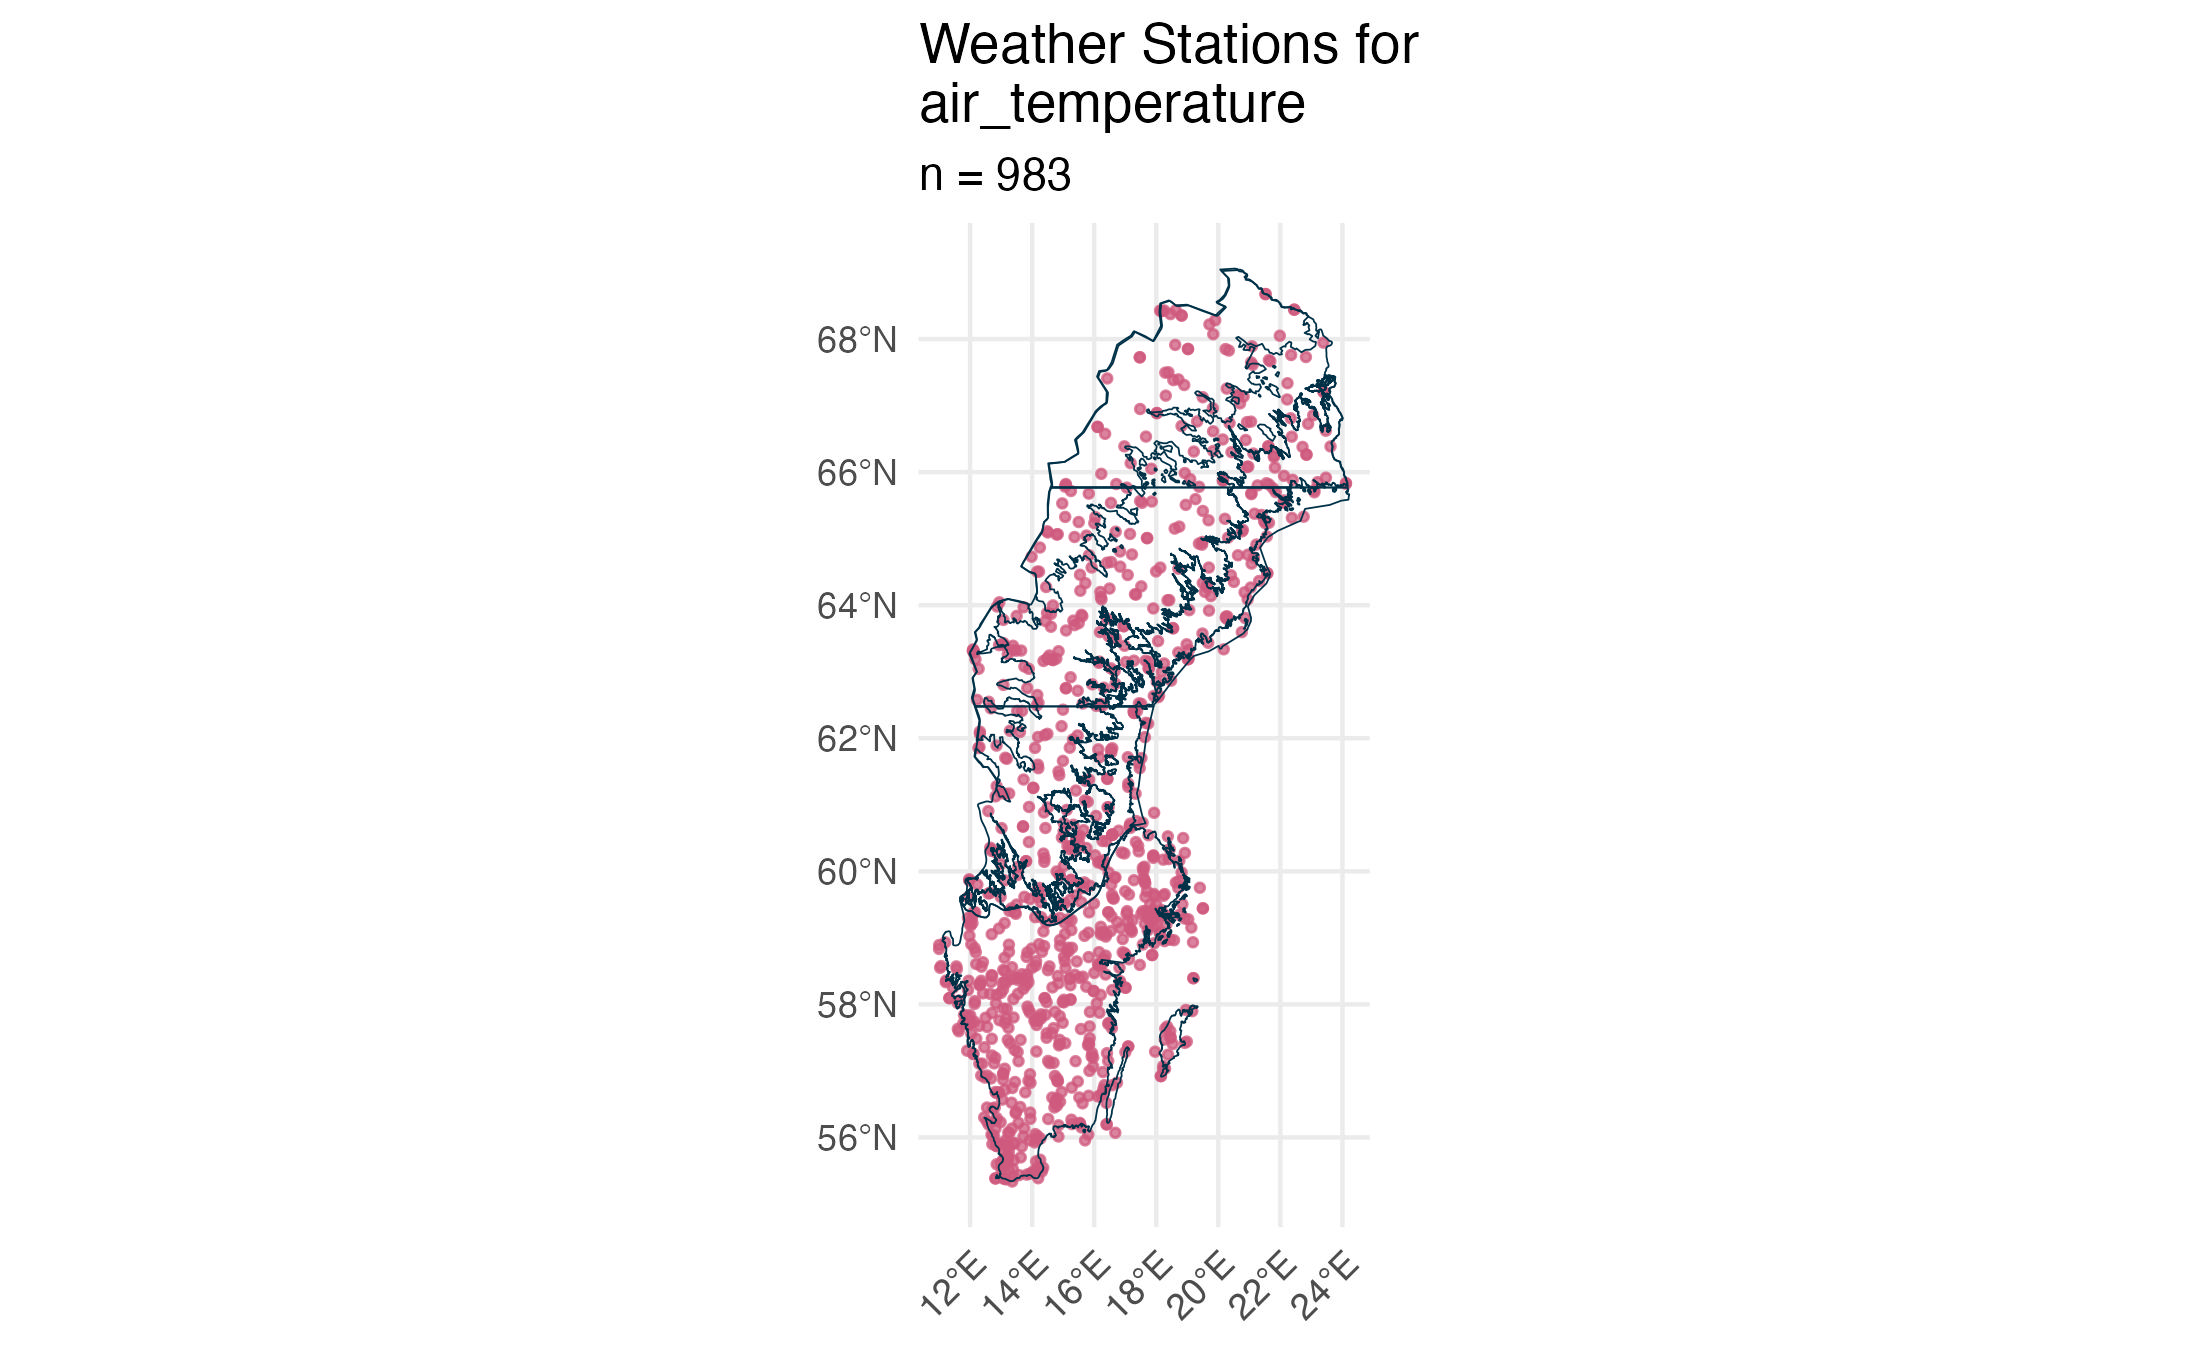 Weather Stations for
air_temperature
n = 983
68°N
66°N
64°N
62°N
60°N
58°N
56°N
12°E
14°E
16°E
18°E
20°E
22°E
24°E